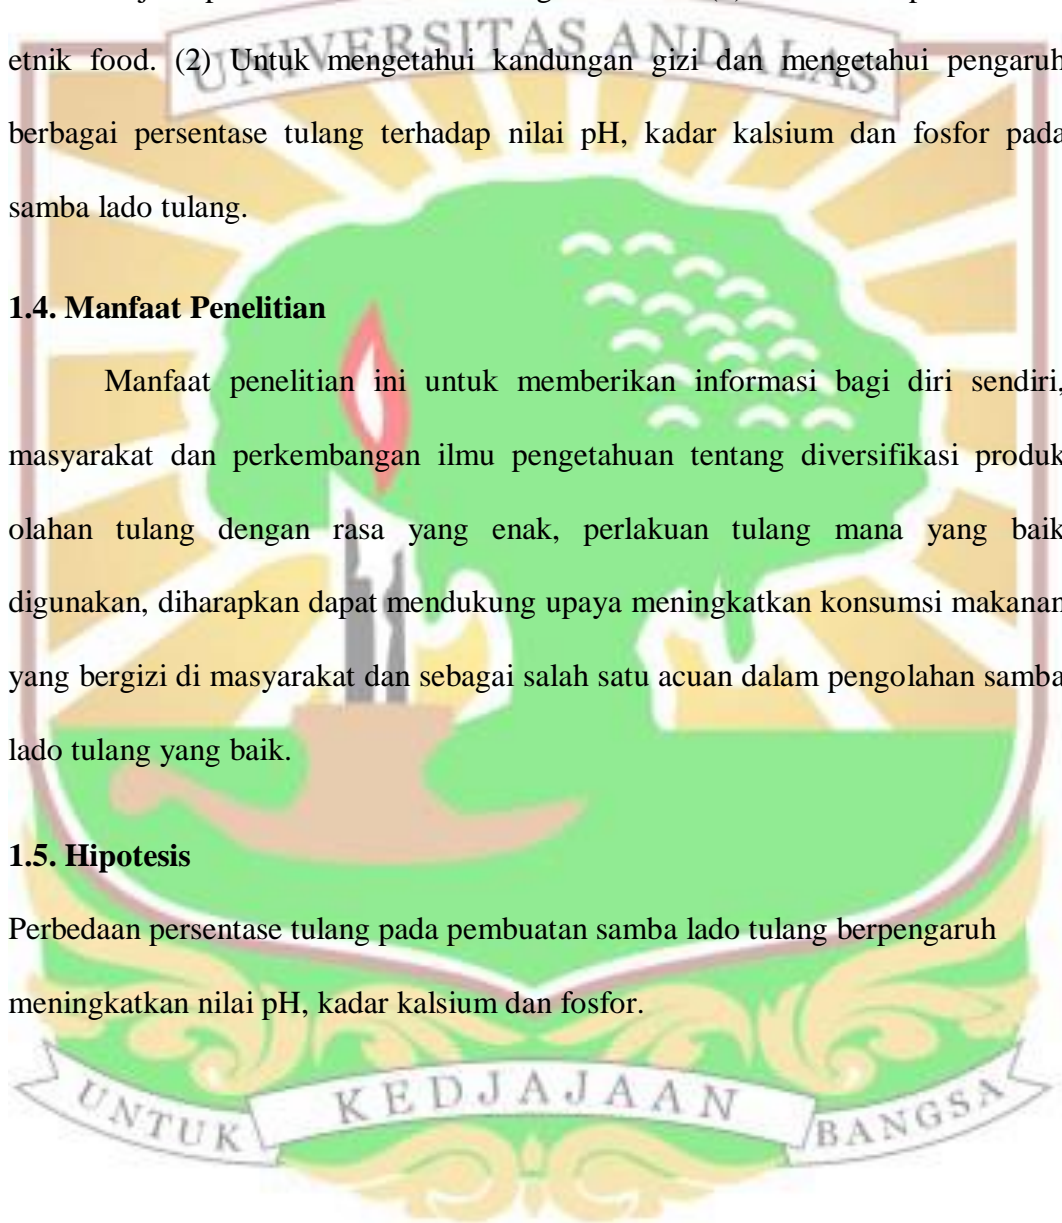 etnik food. (2) Untuk mengetahui kandungan gizi dan mengetahui pengaruh
UNIVERSITAS ANDALAS
berbagai persentase tulang terhadap nilai pH, kadar kalsium dan fosfor pada
samba lado tulang.
1.4. Manfaat Penelitian
Manfaat penelitian ini untuk memberikan informasi bagi diri sendiri,
masyarakat dan perkembangan ilmu pengetahuan tentang diversifikasi produk
olahan tulang dengan rasa yang enak, perlakuan tulang mana yang baik
digunakan, diharapkan dapat mendukung upaya meningkatkan konsumsi makanan
yang bergizi di masyarakat dan sebagai salah satu acuan dalam pengolahan samba
lado tulang yang baik.
1.5. Hipotesis
Perbedaan persentase tulang pada pembuatan samba lado tulang berpengaruh
meningkatkan nilai pH, kadar kalsium dan fosfor.
UNTUK KEDJAJAAN BANGSA